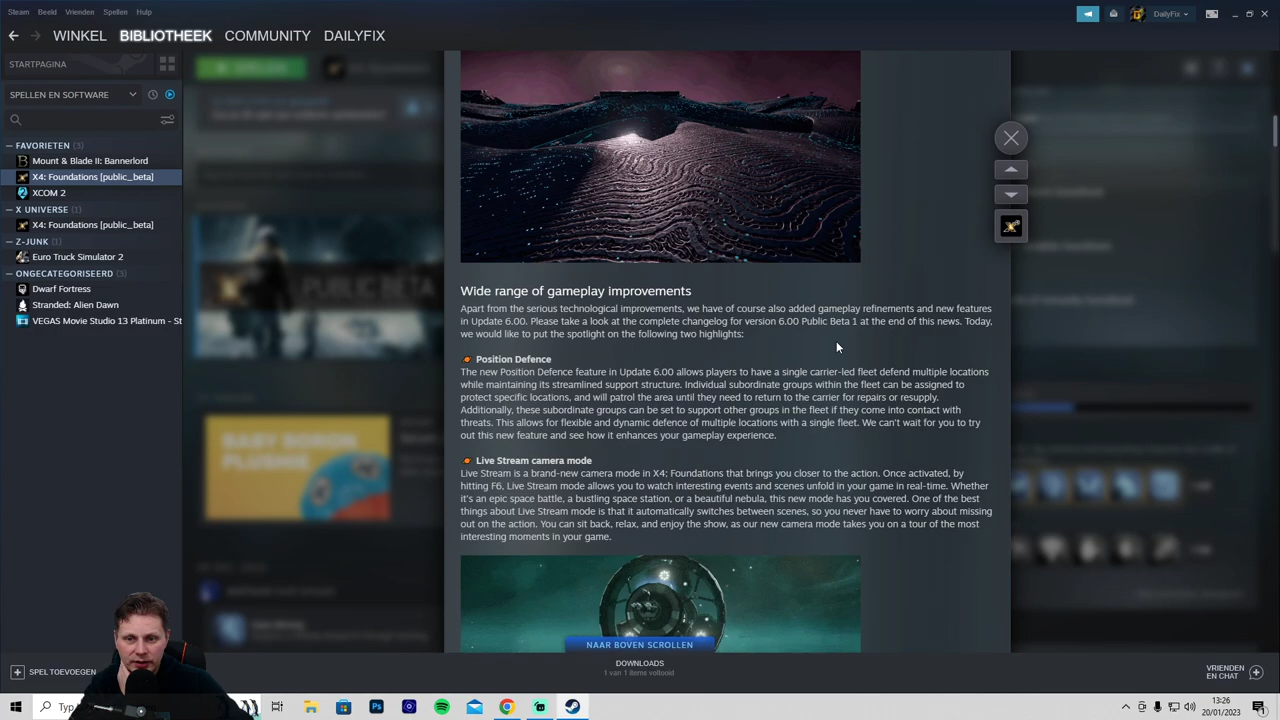 Steam Beeld Vrienden Spellen Help
DailyFix
WINKEL BIBLIOTHEEK COMMUNITY DAILYFIX
STARTPAGINA
SPELLEN EN SOFTWARE
FAVORIETEN (3)
Mount & Blade II: Bannerlord
X4: Foundations [public_beta]
XCOM 2
X UNIVERSE (1)
X4: Foundations [public_beta]
Z-JUNK (1)
Euro Truck Simulator 2
ONGECATEGORISEERD (3)
Dwarf Fortress
Stranded: Alien Dawn
VEGAS Movie Studio 13 Platinum - St
PUBLIC BETA
BABY BORON
PLUSHIE
Wide range of gameplay improvements
Apart from the serious technological improvements, we have of course also added gameplay refinements and new features
in Update 6.00. Please take a look at the complete changelog for version 6.00 Public Beta 1 at the end of this news. Today,
we would like to put the spotlight on the following two highlights:
Position Defence
The new Position Defence feature in Update 6.00 allows players to have a single carrier-led fleet defend multiple locations
while maintaining its streamlined support structure. Individual subordinate groups within the fleet can be assigned to
protect specific locations, and will patrol the area until they need to return to the carrier for repairs or resupply.
Additionally, these subordinate groups can be set to support other groups in the fleet if they come into contact with
threats. This allows for flexible and dynamic defence of multiple locations with a single fleet. We can't wait for you to try
out this new feature and see how it enhances your gameplay experience.
Live Stream camera mode
Live Stream is a brand-new camera mode in X4: Foundations that brings you closer to the action. Once activated, by
hitting F6, Live Stream mode allows you to watch interesting events and scenes unfold in your game in real-time. Whether
it's an epic space battle, a bustling space station, or a beautiful nebula, this new mode has you covered. One of the best
things about Live Stream mode is that it automatically switches between scenes, so you never have to worry about missing
out on the action. You can sit back, relax, and enjoy the show, as our new camera mode takes you on a tour of the most
interesting moments in your game.
NAAR BOVEN SCROLLEN
SPEL TOEVOEGEN
DOWNLOADS
1 van 1 items voltooid
VRIENDEN
EN CHAT
Typ
13:26
20/01/2023